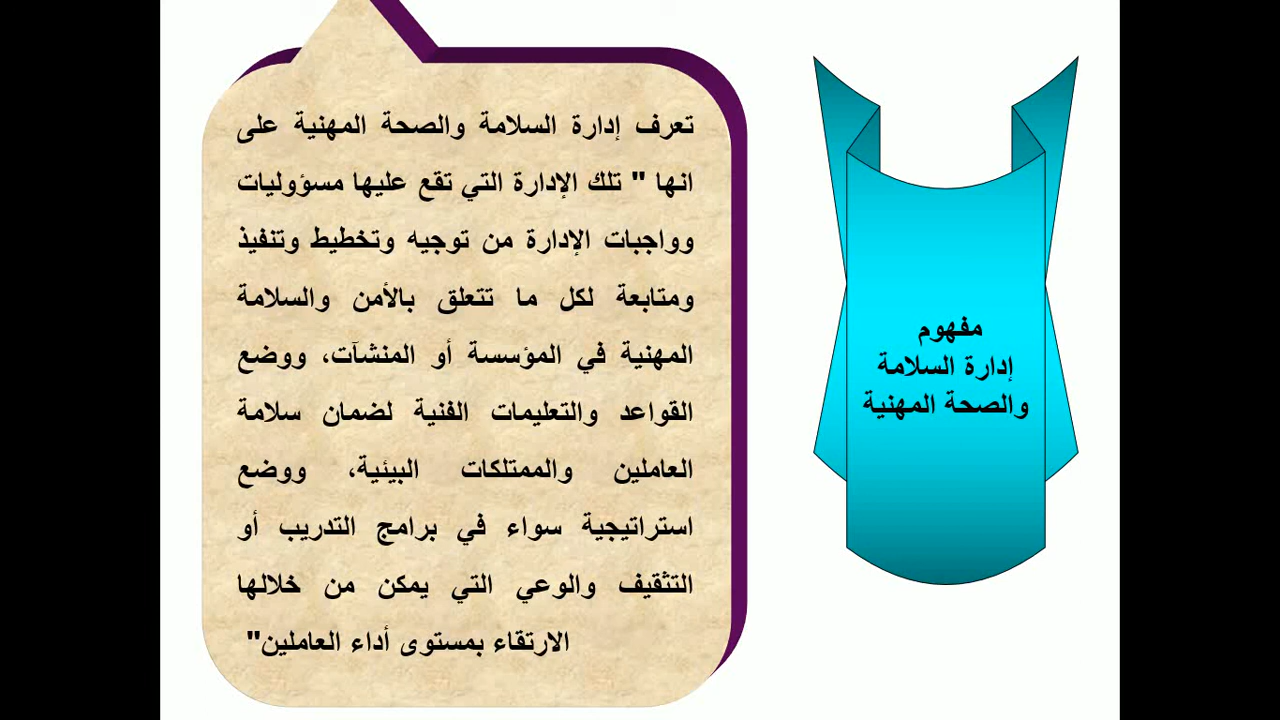 مفهوم
إدارة السلامة
والصحة المهنية
تعرف إدارة السلامة والصحة المهنية على
انها " تلك الإدارة التي تقع عليها مسؤوليات
وواجبات الإدارة من توجيه وتخطيط وتنفيذ
ومتابعة لكل ما تتعلق بالأمن والسلامة
المهنية في المؤسسة أو المنشآت، ووضع
القواعد والتعليمات الفنية لضمان سلامة
العاملين والممتلكات البيئية، ووضع
استراتيجية سواء في برامج التدريب أو
التثقيف والوعي التي يمكن من خلالها
الارتقاء بمستوى أداء العاملين"